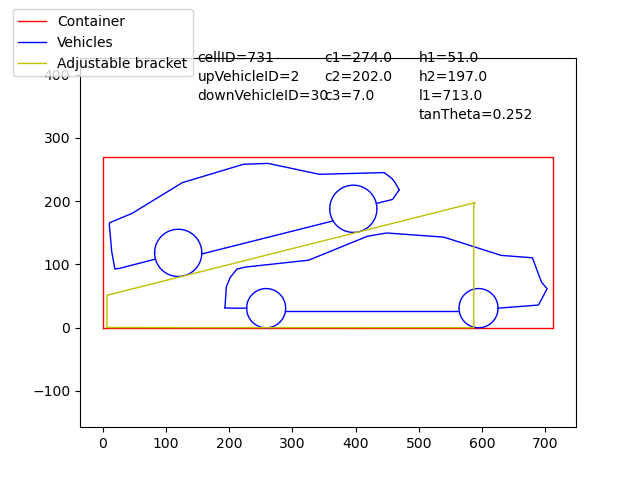 Container
Vehicles
Adjustable bracket
cellID=731 c1=274.0 h1=51.0
upVehicleID=2 c2=202.0 h2=197.0
downVehicleID=30 c3=7.0 l1=713.0
tanTheta=0.252
400
300
200
100
0
−100
0 100 200 300 400 500 600 700